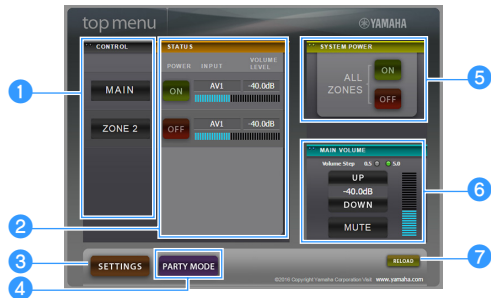 top menu
YAMAHA
CONTROL
STATUS
SYSTEM POWER
POWER INPUT VOLUME LEVEL
MAIN
ON AV1 -40.0dB
ZONE 2
OFF AV1 -40.0dB
ALL ZONES
ON
OFF
MAIN VOLUME
Volume Step 0.5 5.0
UP
-40.0dB
DOWN
MUTE
SETTINGS
PARTY MODE
RELOAD
©2016 Copyright Yamaha Corporation Visit www.yamaha.com
1
2
3
4
5
6
7